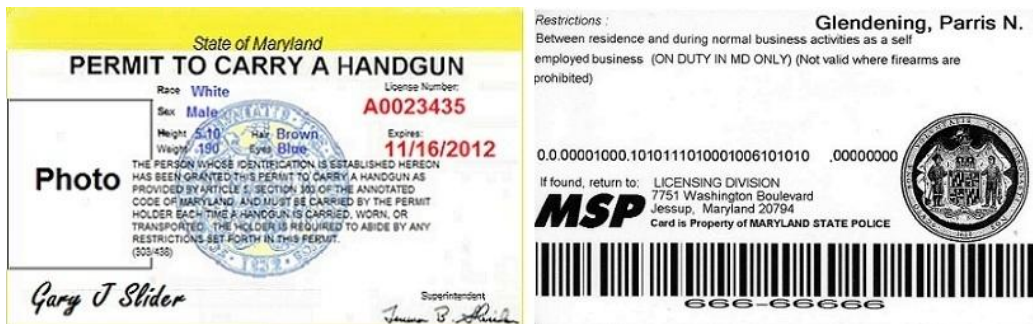 State of Maryland
PERMIT TO CARRY A HANDGUN
Race White
License Number:
A0023435
Sex Male
Height 5.10 Hair Brown
Weight .190 Eyes Blue
Expires:
11/16/2012
Photo
THE PERSON WHOSE IDENTIFICATION IS ESTABLISHED HEREON
HAS BEEN GRANTED THIS PERMIT TO CARRY A HANDGUN AS
PROVIDED BY ARTICLE 5, SECTION 303 OF THE ANNOTATED
CODE OF MARYLAND, AND MUST BE CARRIED BY THE PERMIT
HOLDER EACH TIME A HANDGUN IS CARRIED, WORN, OR
TRANSPORTED. THE HOLDER IS REQUIRED TO ABIDE BY ANY
RESTRICTIONS SET FORTH IN THIS PERMIT.
Gary J Slider
Superintendent
Restrictions :
Glendening, Parris N.
Between residence and during normal business activities as a self
employed business (ON DUTY IN MD ONLY) (Not valid where firearms are
prohibited)
0.0.00001000.1010111010001006101010 .00000000
If found, return to: LICENSING DIVISION
7751 Washington Boulevard
Jessup, Maryland 20794
MSP
Card is Property of MARYLAND STATE POLICE
666-66666